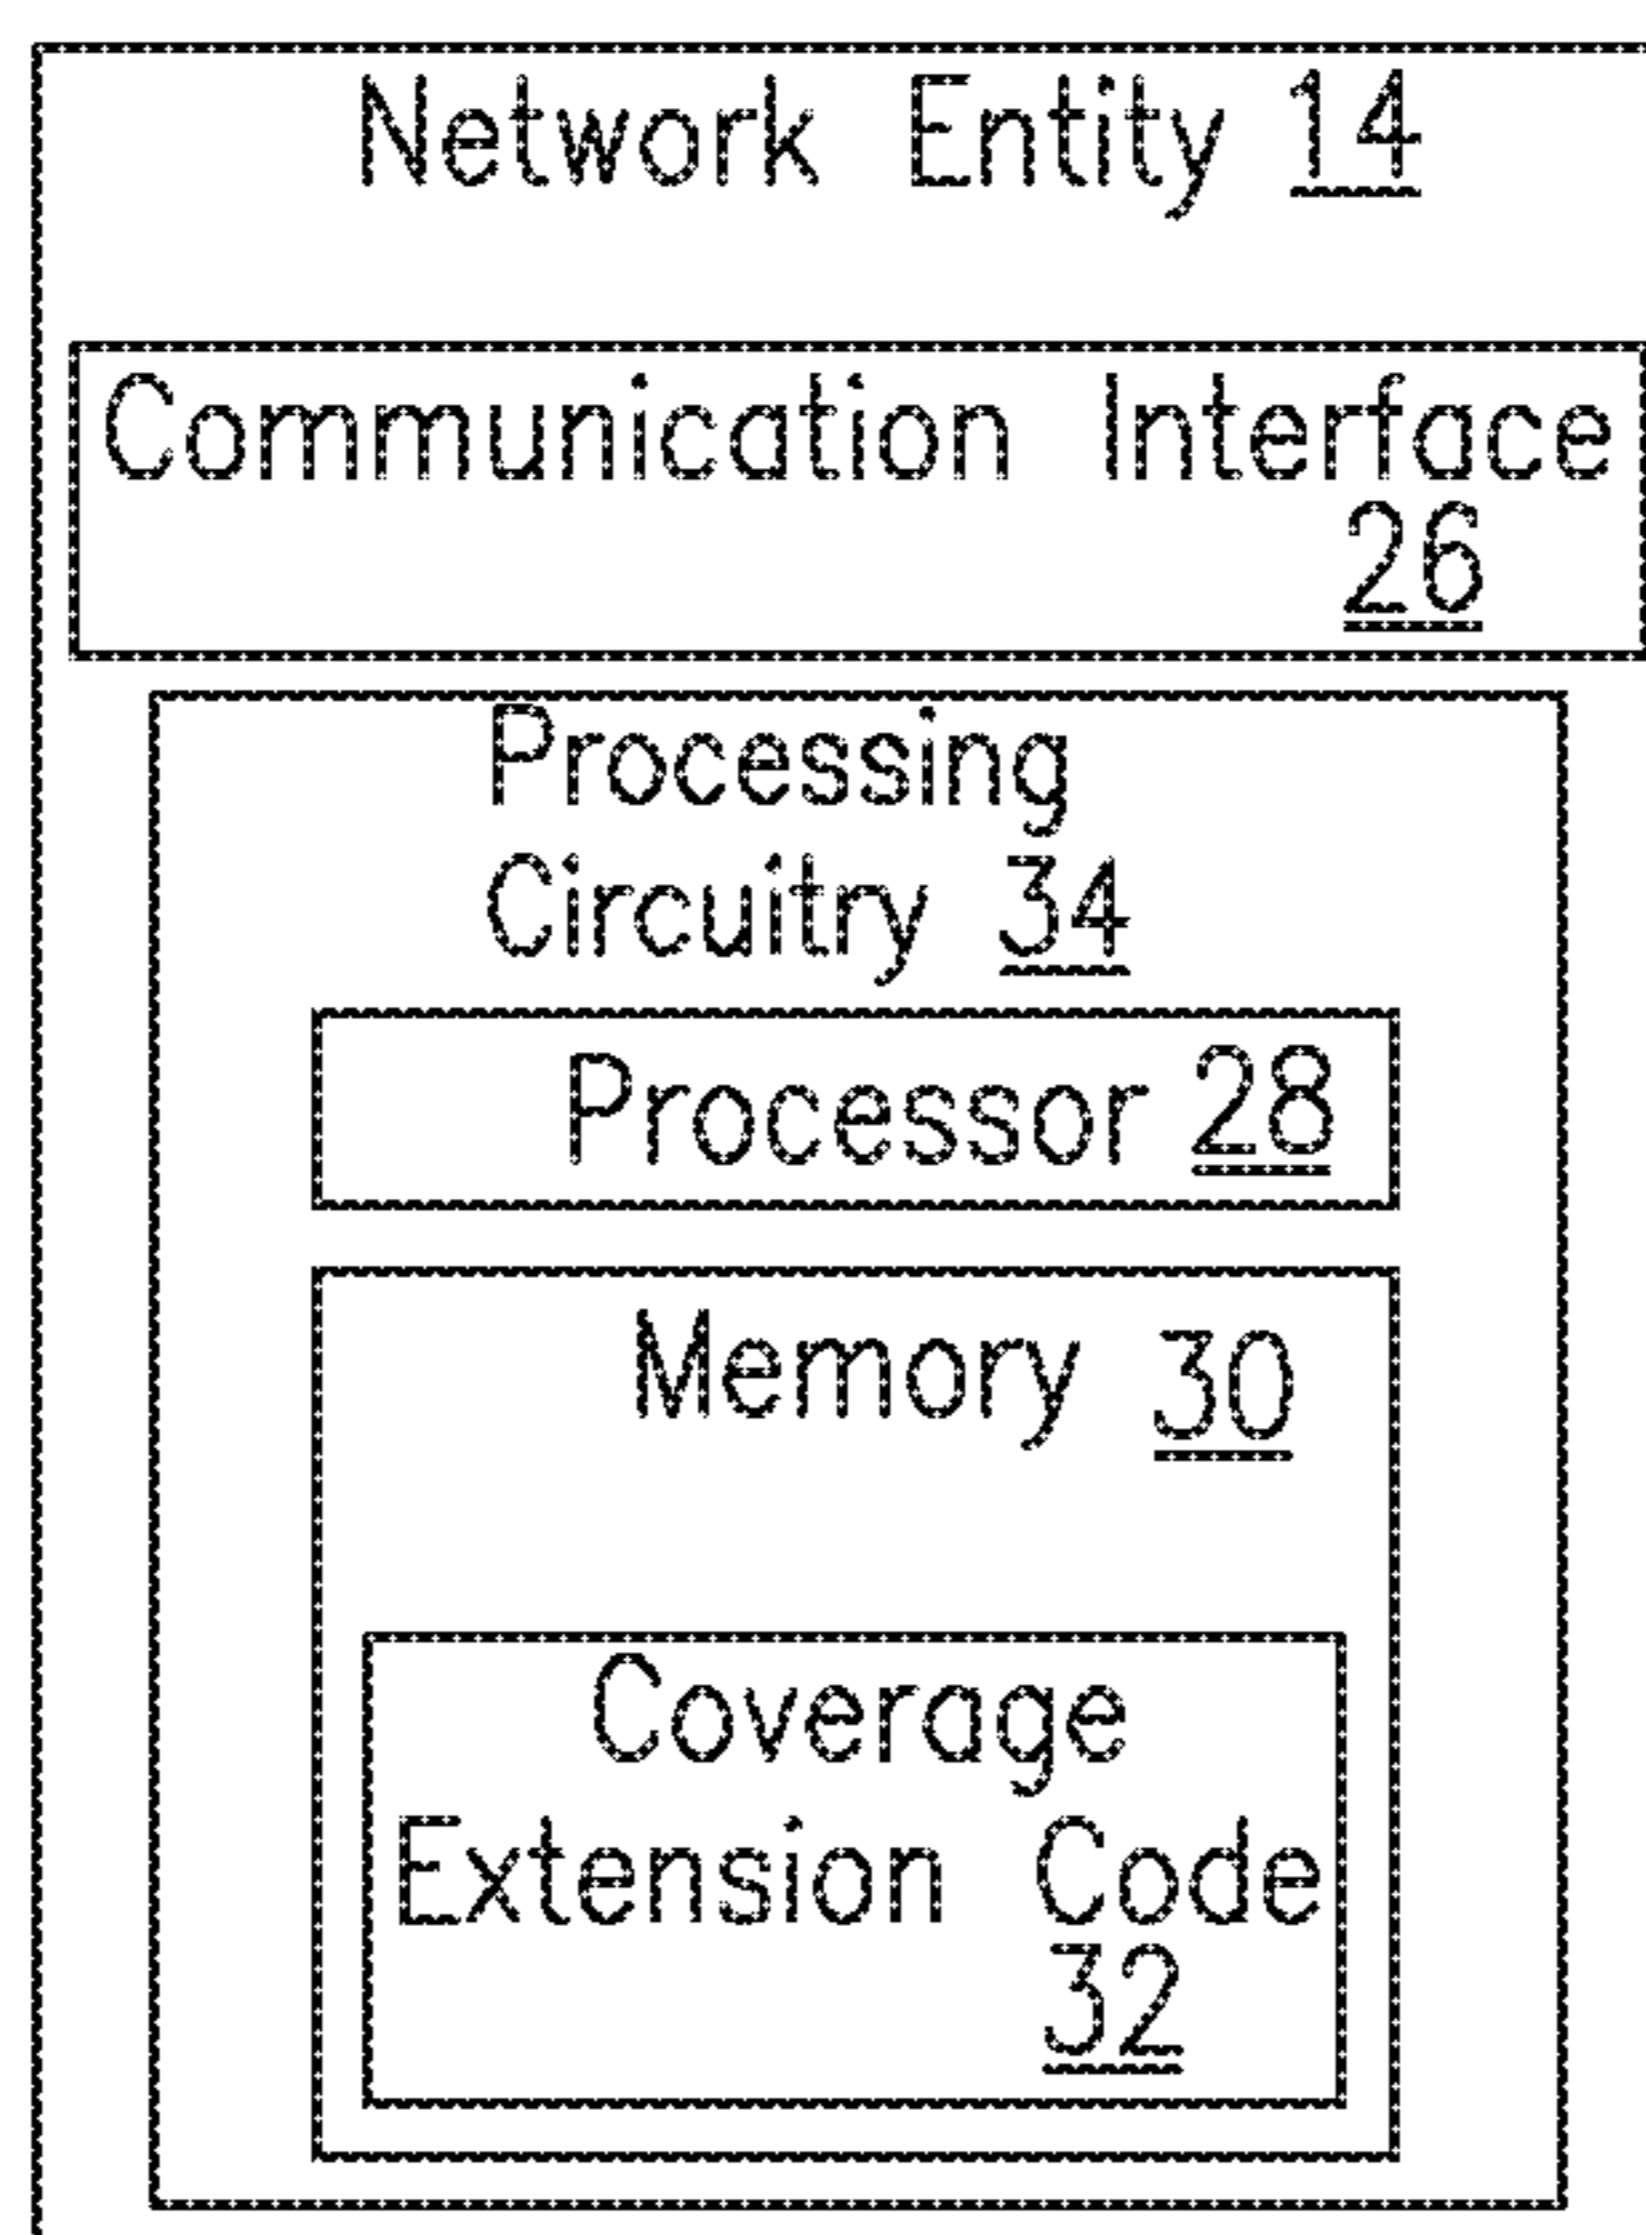 Network Entity 14
Communication Interface
26
Processing
Circuitry 34
Processor 28
Memory 30
Coverage
Extension Code
32